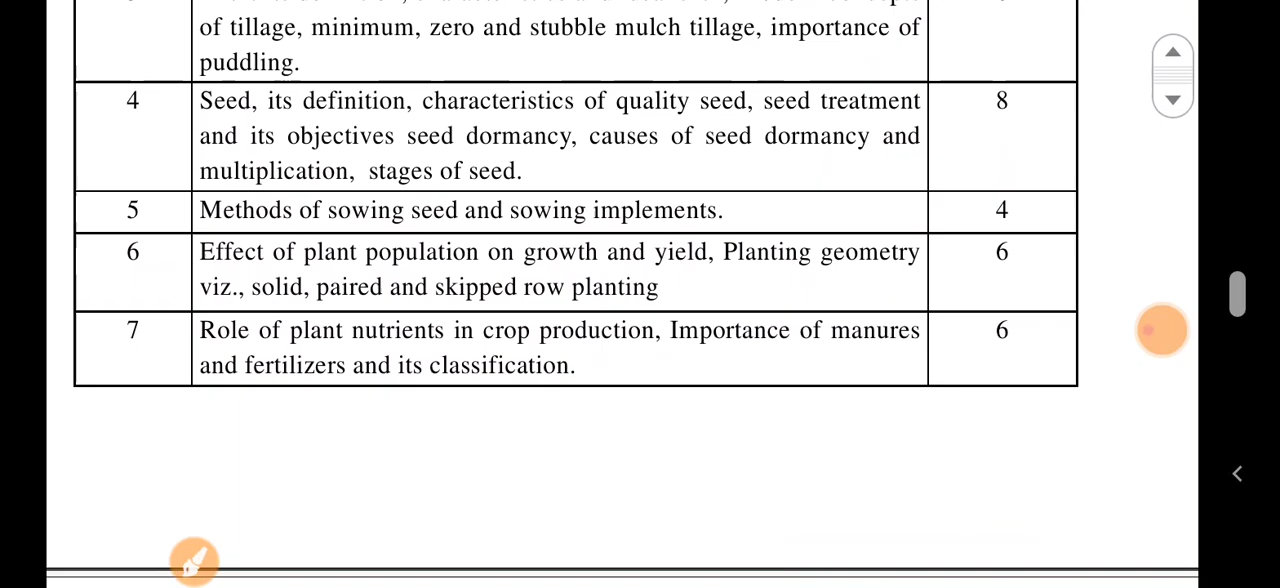 of tillage, minimum, zero and stubble mulch tillage, importance of
puddling.
4 Seed, its definition, characteristics of quality seed, seed treatment 8
and its objectives seed dormancy, causes of seed dormancy and
multiplication, stages of seed.
5 Methods of sowing seed and sowing implements. 4
6 Effect of plant population on growth and yield, Planting geometry 6
viz., solid, paired and skipped row planting
7 Role of plant nutrients in crop production, Importance of manures 6
and fertilizers and its classification.